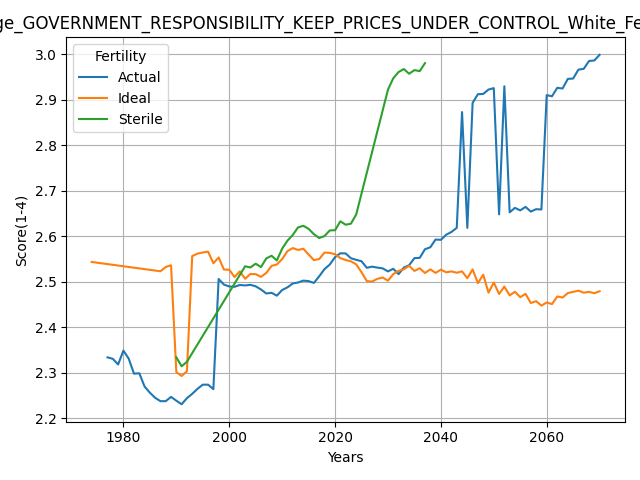 ge_GOVERNMENT_RESPONSIBILITY_KEEP_PRICES_UNDER_CONTROL_White_Fe
Fertility
Actual
Ideal
Sterile
3.0
2.9
2.8
2.7
2.6
2.5
2.4
2.3
2.2
Score(1-4)
1980 2000 2020 2040 2060
Years